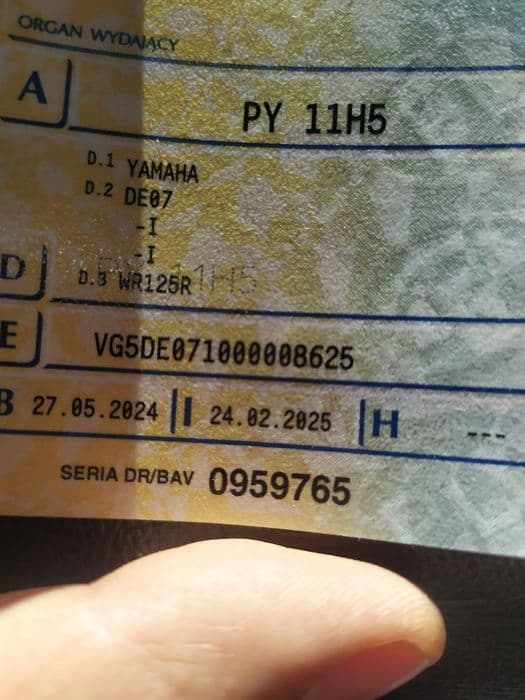 ORGAN WYDAJĄCY
A PY 11H5
D.1 YAMAHA
D.2 DE07
-I
-I
D D.3 WR125R
E VG5DE071000008625
B 27.05.2024 I 24.02.2025 H ---
SERIA DR/BAV 0959765